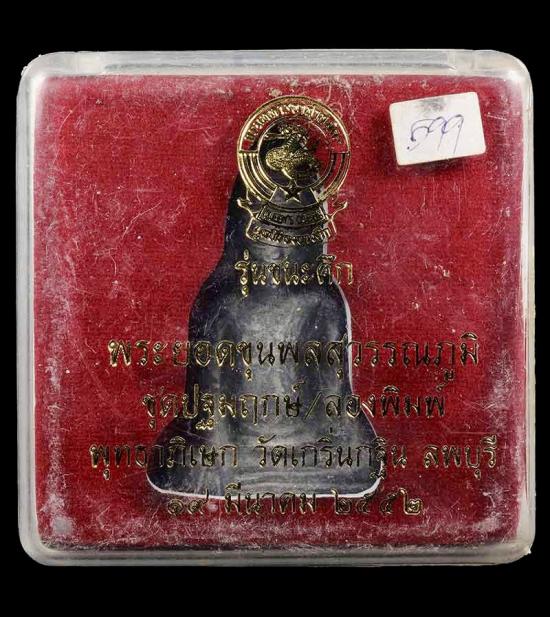 599
รุ่นชนะศึก
พระยอดขุนพลสุวรรณภูมิ
ชุดปฐมฤกษ์/ลองพิมพ์
พุทธาภิเษก วัดเกริ่นกฐิน ลพบุรี
๑๔ มีนาคม ๒๕๕๒